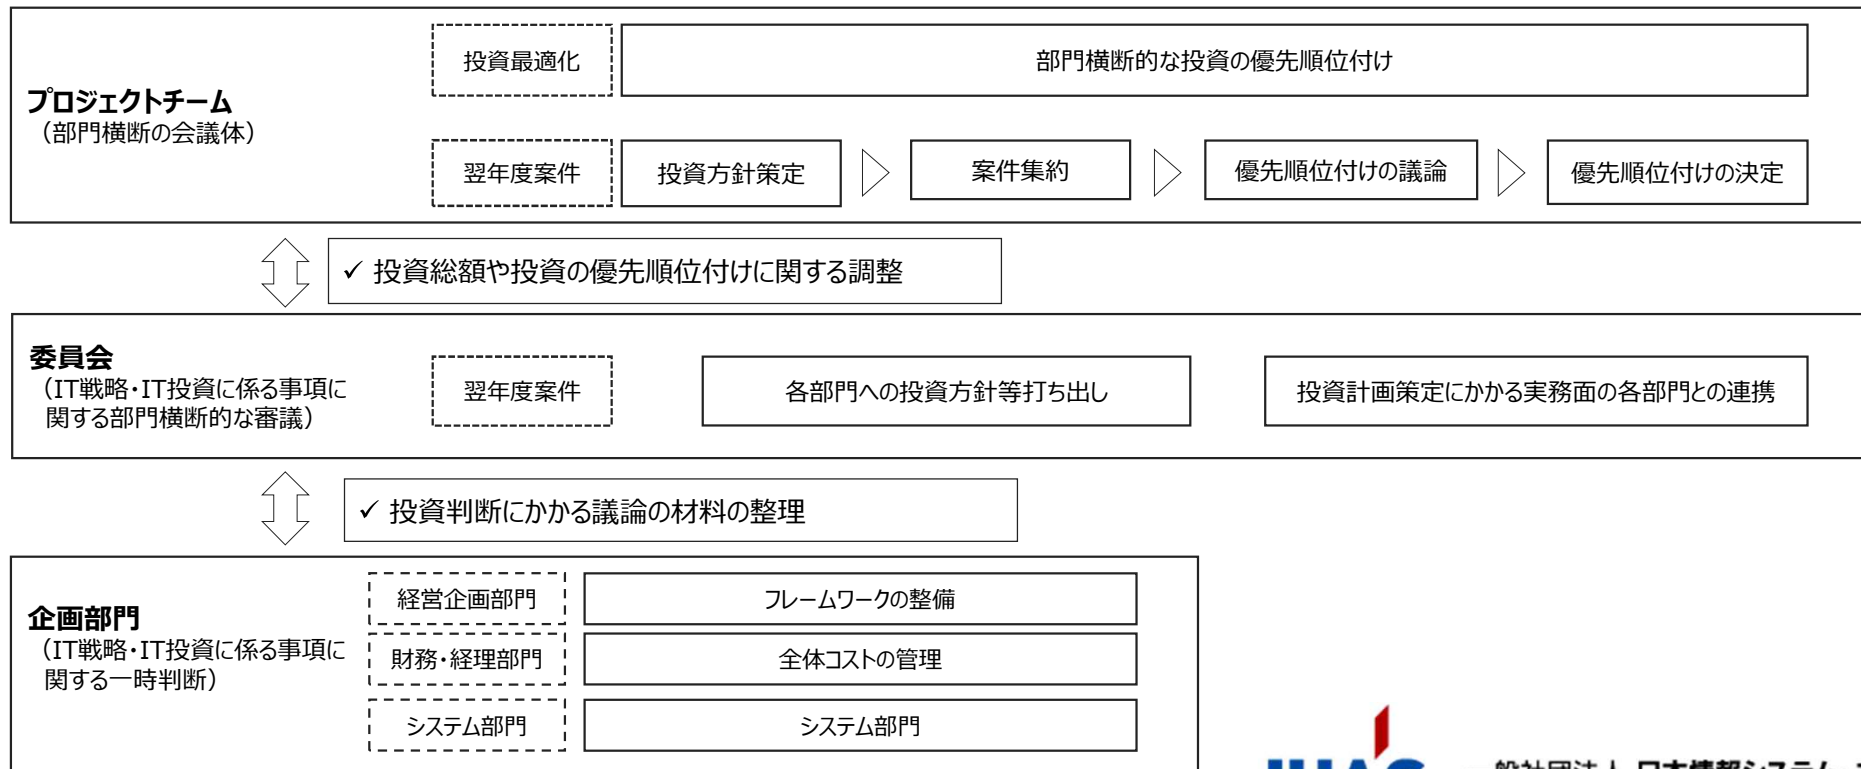 投資最適化
部門横断的な投資の優先順位付け
プロジェクトチーム
（部門横断の会議体）
翌年度案件
投資方針策定
案件集約
優先順位付けの議論
優先順位付けの決定
✓ 投資総額や投資の優先順位付けに関する調整
委員会
（IT戦略・IT投資に係る事項に
関する部門横断的な審議）
翌年度案件
各部門への投資方針等打ち出し
投資計画策定にかかる実務面の各部門との連携
✓ 投資判断にかかる議論の材料の整理
企画部門
（IT戦略・IT投資に係る事項に
関する一時判断）
経営企画部門
フレームワークの整備
財務・経理部門
全体コストの管理
システム部門
システム部門